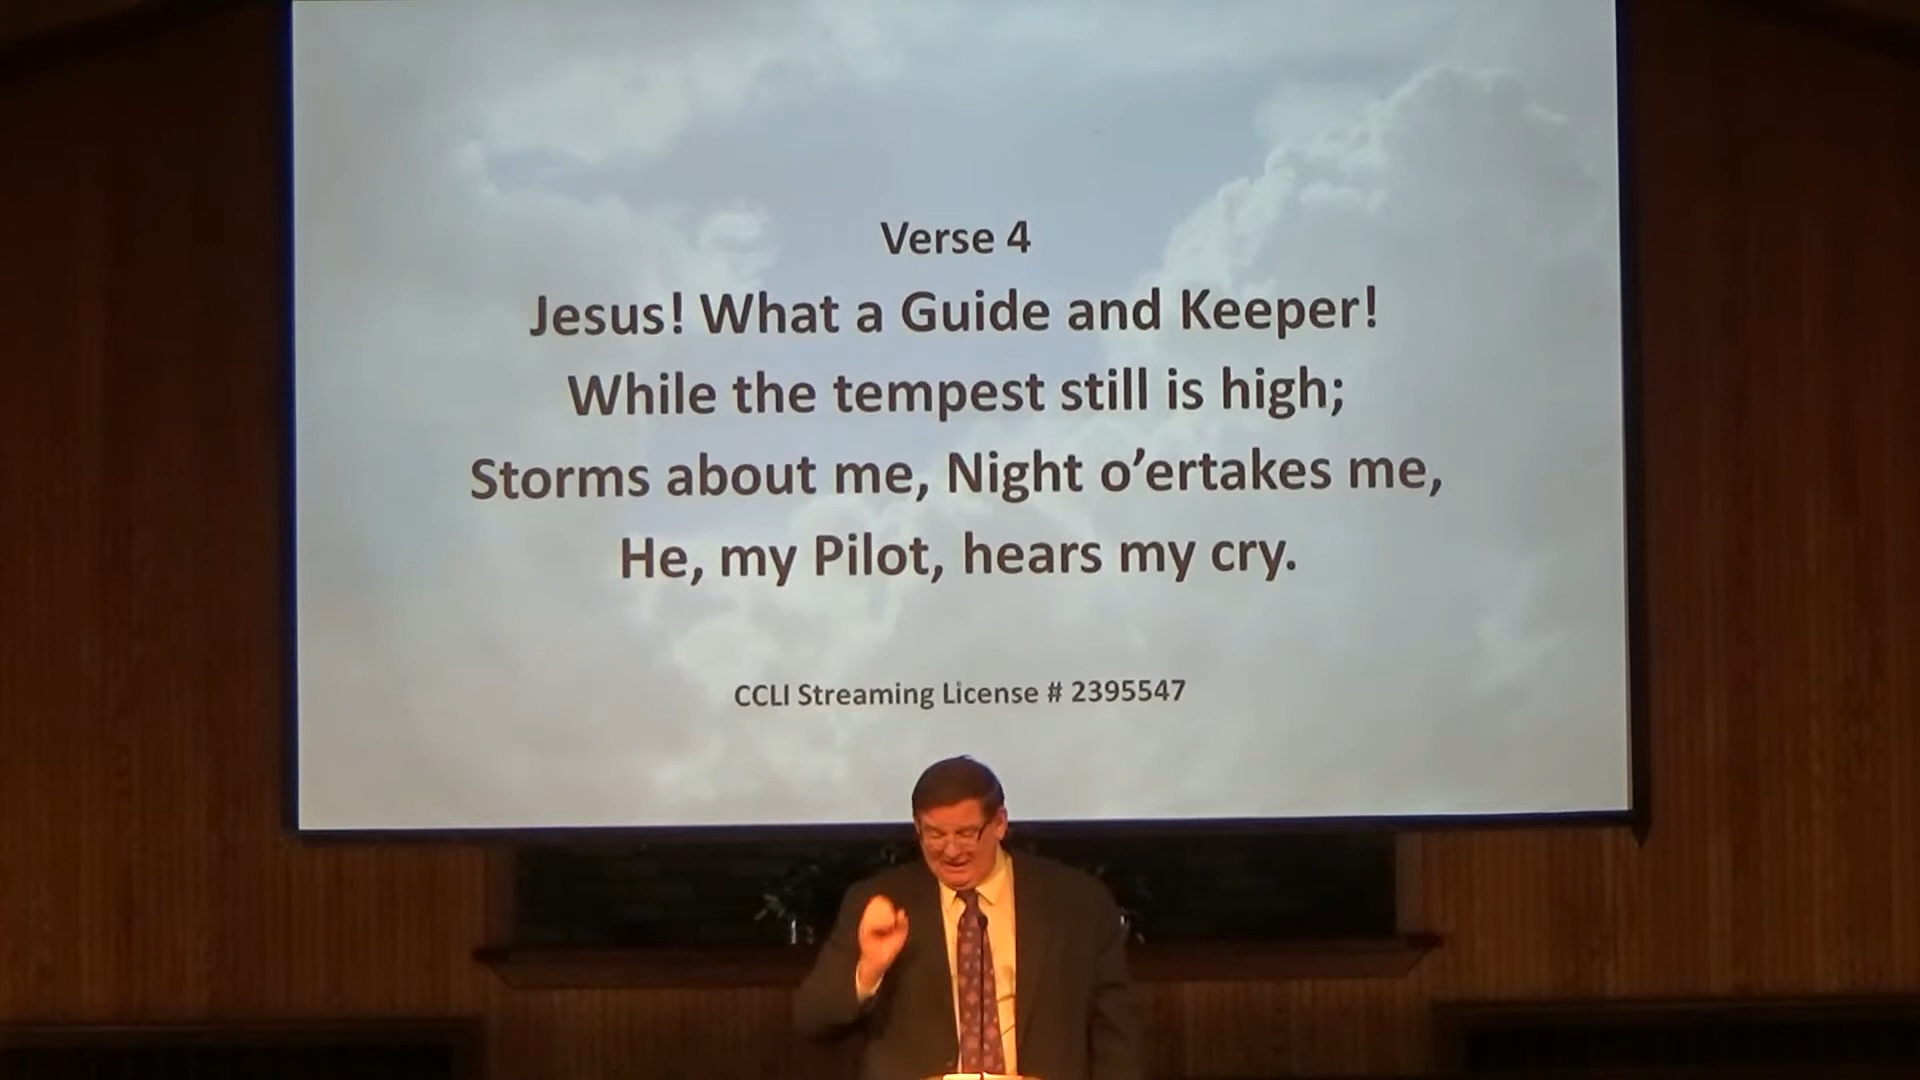 Verse 4
Jesus! What a Guide and Keeper!
While the tempest still is high;
Storms about me, Night o’ertakes me,
He, my Pilot, hears my cry.
CCLI Streaming License # 2395547